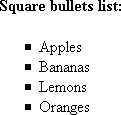 Square bullets list:
▪ Apples
▪ Bananas
▪ Lemons
▪ Oranges